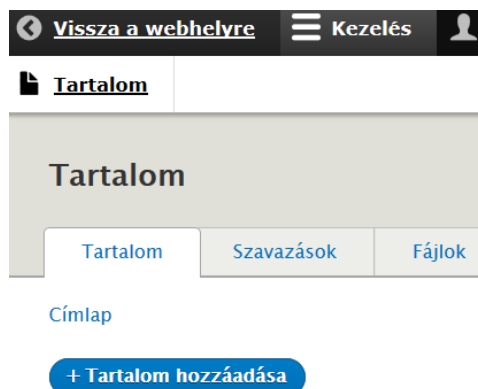 Vissza a webhelyre Kezelés
Tartalom
Tartalom
Tartalom Szavazások Fájlok
Címlap
+ Tartalom hozzáadása